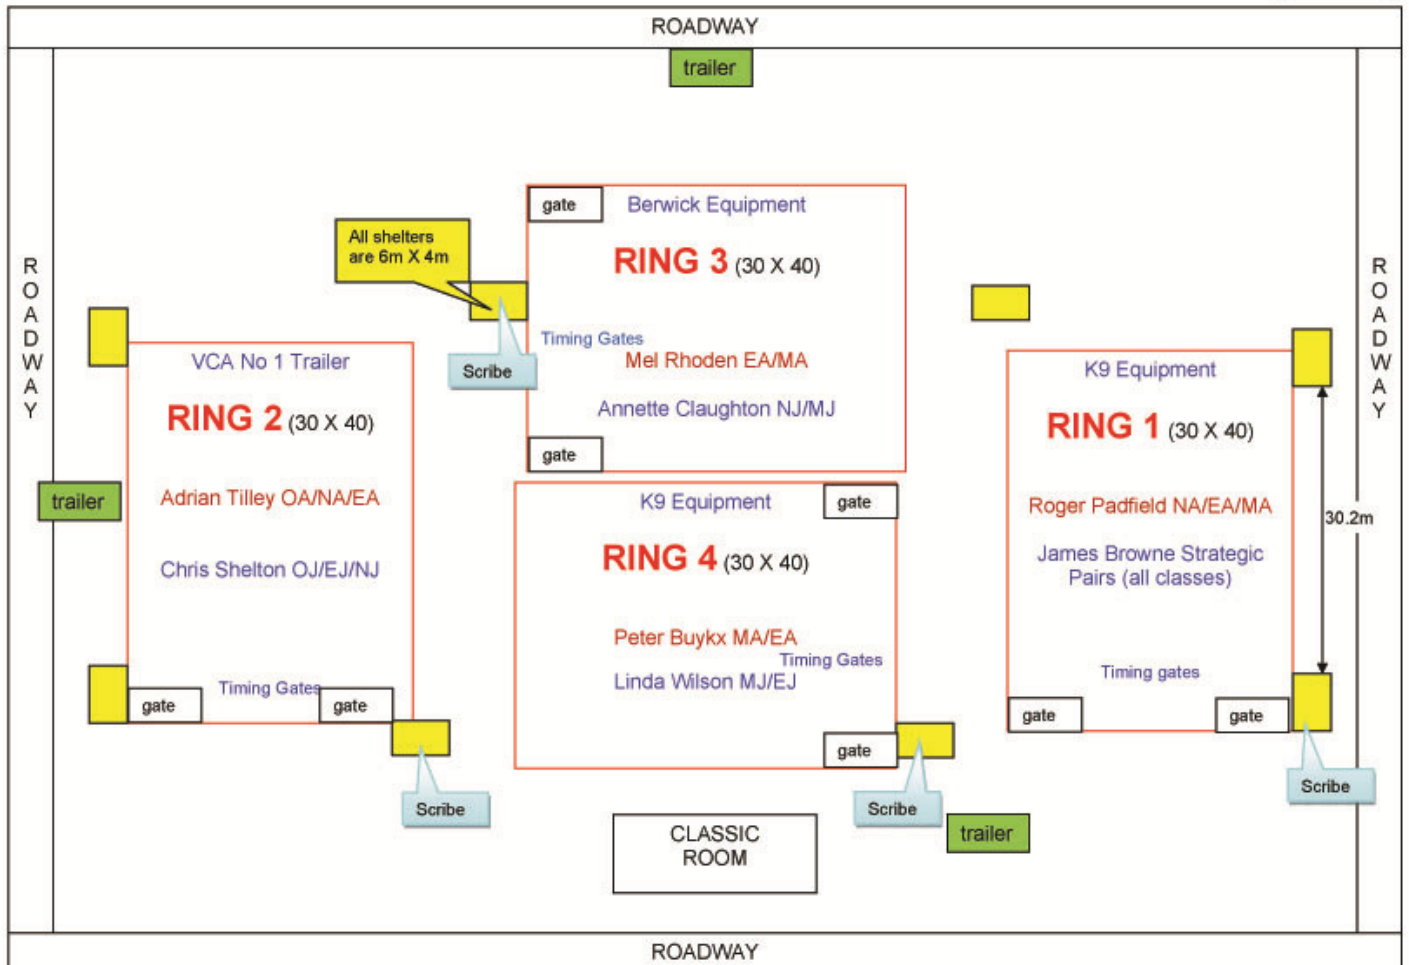 ROADWAY
trailer
gate
Berwick Equipment
All shelters
are 6m X 4m
RING 3 (30 X 40)
Timing Gates
Mel Rhoden EA/MA
Scribe
Annette Claughton NJ/MJ
gate
ROADWAY
ROADWAY
VCA No 1 Trailer
RING 2 (30 X 40)
trailer
Adrian Tilley OA/NA/EA
Chris Shelton OJ/EJ/NJ
Timing Gates
gate
gate
Scribe
K9 Equipment
gate
RING 4 (30 X 40)
Peter Buykx MA/EA
Timing Gates
Linda Wilson MJ/EJ
gate
Scribe
K9 Equipment
RING 1 (30 X 40)
Roger Padfield NA/EA/MA
30.2m
James Browne Strategic
Pairs (all classes)
Timing gates
gate
gate
Scribe
CLASSIC
ROOM
trailer
ROADWAY